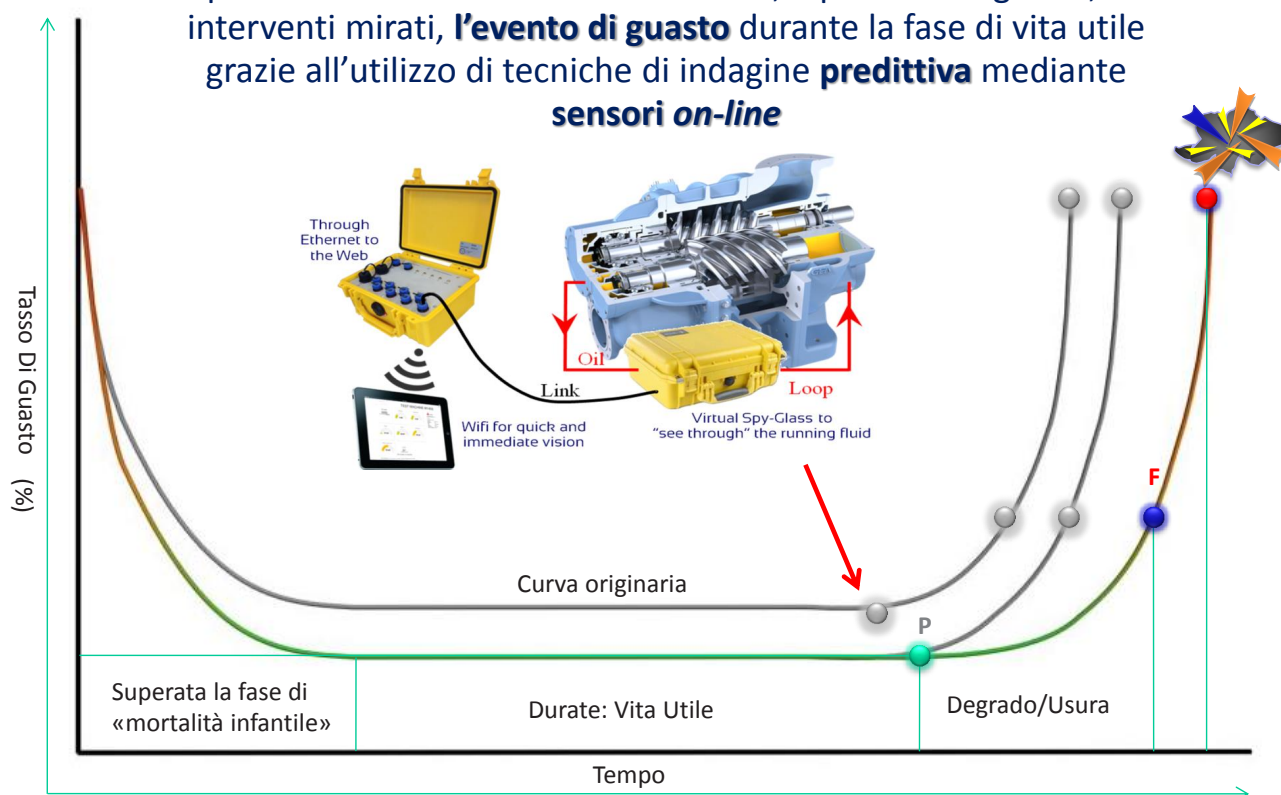 interventi mirati, l'evento di guasto durante la fase di vita utile
grazie all'utilizzo di tecniche di indagine predittiva mediante
sensori on-line
Through
Ethernet to
the Web
Oil
Link
Loop
Wifi for quick and
immediate vision
Virtual Spy-Glass to
"see through" the running fluid
Tasso Di Guasto (%)
F
Curva originaria
P
Superata la fase di
«mortalità infantile»
Durate: Vita Utile
Degrado/Usura
Tempo